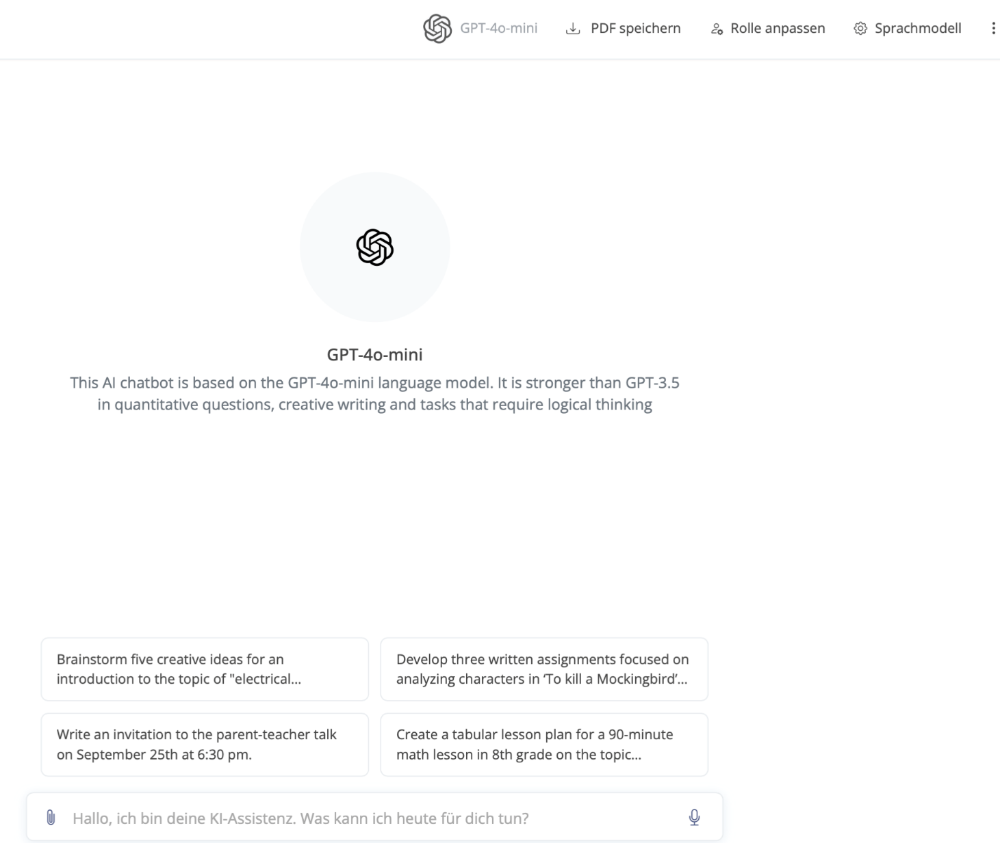 GPT-4o-mini PDF speichern Rolle anpassen Sprachmodell
GPT-4o-mini
This AI chatbot is based on the GPT-4o-mini language model. It is stronger than GPT-3.5
in quantitative questions, creative writing and tasks that require logical thinking
Brainstorm five creative ideas for an
introduction to the topic of "electrical...
Develop three written assignments focused on
analyzing characters in ‘To kill a Mockingbird’...
Write an invitation to the parent-teacher talk
on September 25th at 6:30 pm.
Create a tabular lesson plan for a 90-minute
math lesson in 8th grade on the topic...
Hallo, ich bin deine KI-Assistenz. Was kann ich heute für dich tun?